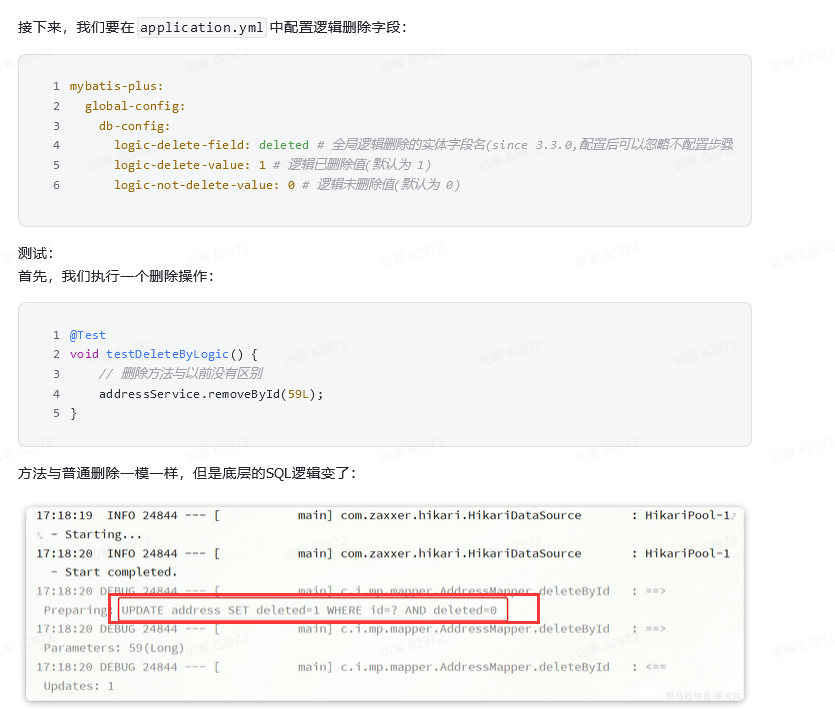 接下来，我们要在 application.yml 中配置逻辑删除字段：
1 mybatis-plus:
2   global-config:
3     db-config:
4       logic-delete-field: deleted # 全局逻辑删除的实体字段名(since 3.3.0,配置后可以忽略不配置步骤
5       logic-delete-value: 1 # 逻辑已删除值(默认为 1)
6       logic-not-delete-value: 0 # 逻辑未删除值(默认为 0)
测试：
首先，我们执行一个删除操作：
1 @Test
2 void testDeleteByLogic() {
3     // 删除方法与以前没有区别
4     addressService.removeById(59L);
5 }
方法与普通删除一模一样，但是底层的SQL逻辑变了：
17:18:19  INFO 24844 --- [           main] com.zaxxer.hikari.HikariDataSource       : HikariPool-1
- Starting...
17:18:20  INFO 24844 --- [           main] com.zaxxer.hikari.HikariDataSource       : HikariPool-1
- Start completed.
17:18:20 DEBUG 24844 --- [           main] c.i.mp.mapper.AddressMapper.deleteById   : ==>
Preparing: UPDATE address SET deleted=1 WHERE id=? AND deleted=0
17:18:20 DEBUG 24844 --- [           main] c.i.mp.mapper.AddressMapper.deleteById   : ==>
Parameters: 59(Long)
17:18:20 DEBUG 24844 --- [           main] c.i.mp.mapper.AddressMapper.deleteById   : <==
Updates: 1
黑马程序员-研究院
访客 62972